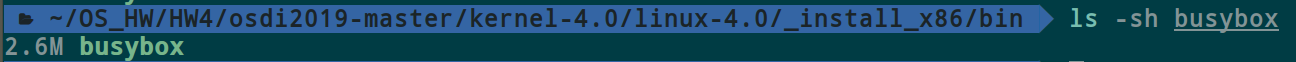 ~/OS_HW/HW4/osdi2019-master/kernel-4.0/linux-4.0/_install_x86/bin ls -sh busybox
2.6M busybox